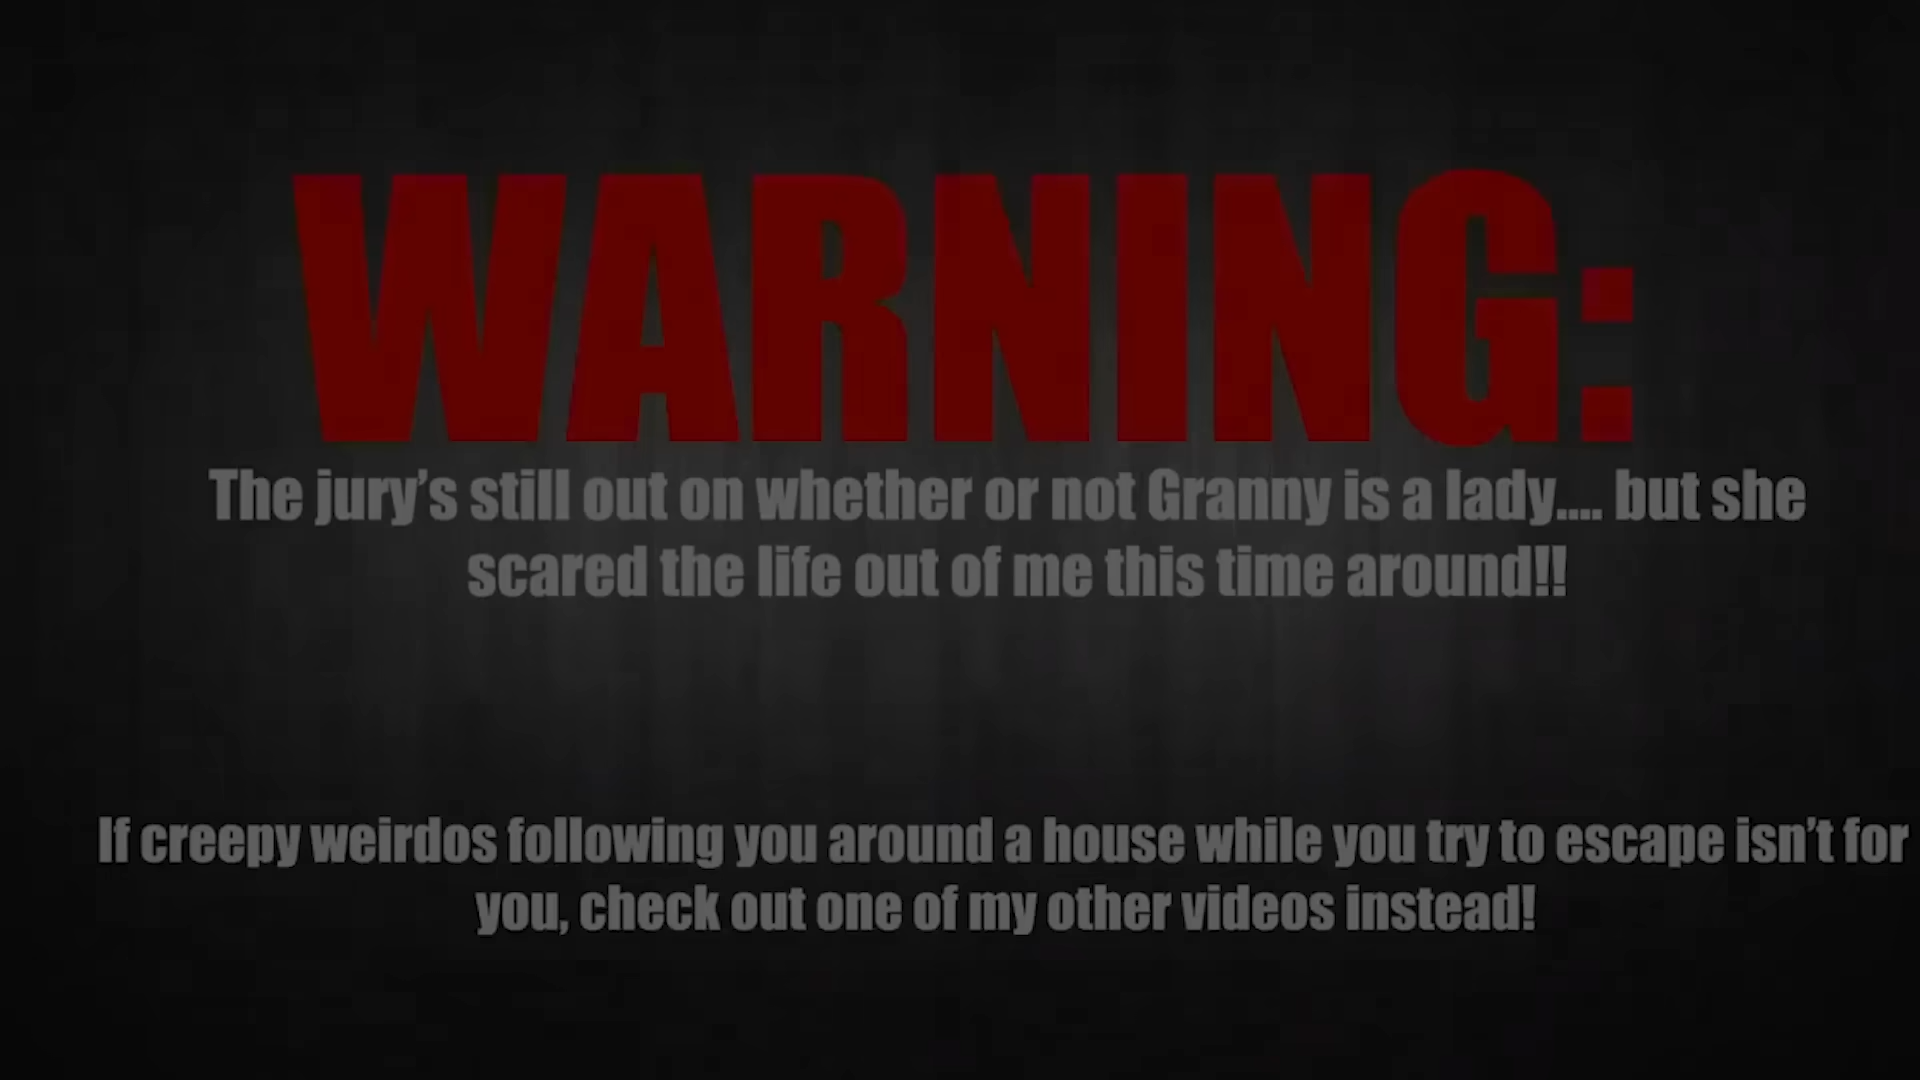 WARNING:
The jury’s still out on whether or not Granny is a lady.... but she
scared the life out of me this time around!!
If creepy weirdos following you around a house while you try to escape isn’t for
you, check out one of my other videos instead!